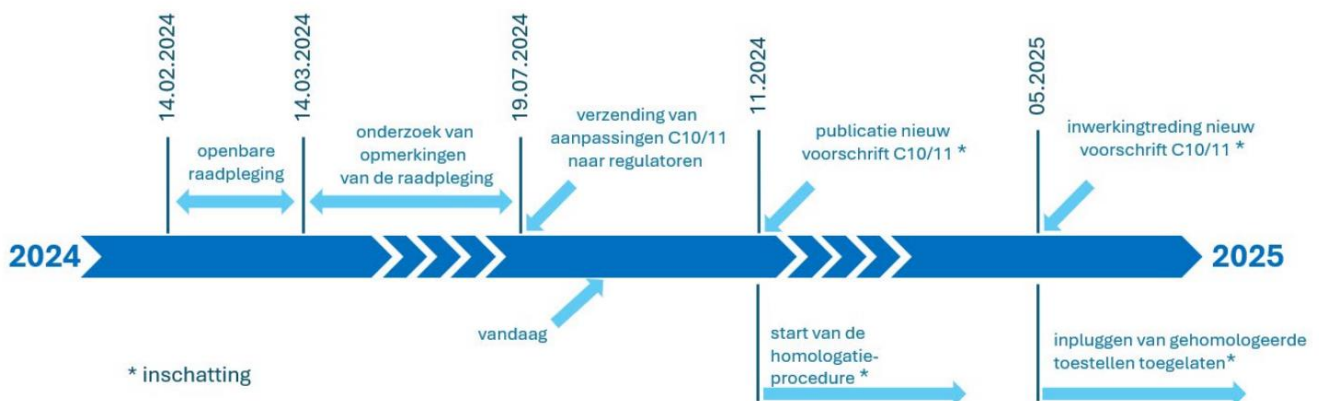 14.02.2024
14.03.2024
19.07.2024
11.2024
05.2025
openbare
raadpleging
onderzoek van
opmerkingen
van de raadpleging
verzending van
aanpassingen C10/11
naar regulatoren
publicatie nieuw
voorschrift C10/11 *
inwerkingtreding nieuw
voorschrift C10/11 *
2024
2025
vandaag
start van de
homologatie-
procedure *
inpluggen van gehomologeerde
toestellen toegelaten*
* inschatting